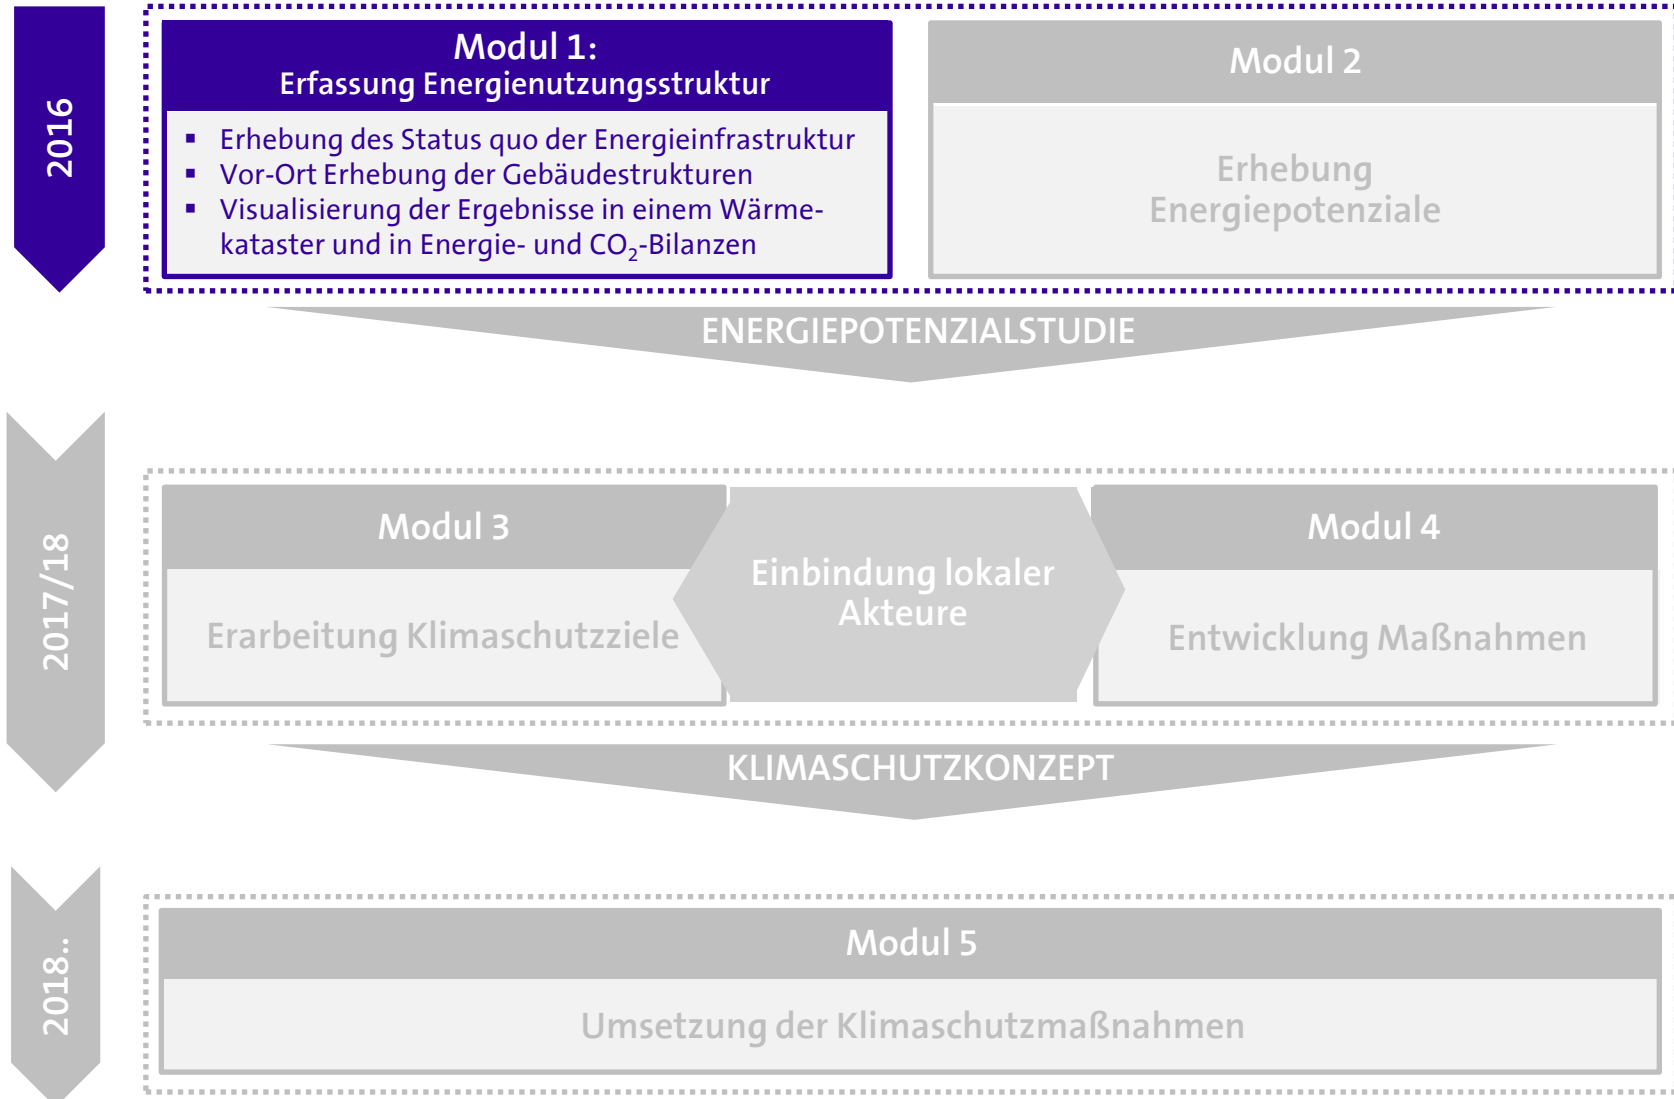 2016
Modul 1:
Erfassung Energienutzungsstruktur
▪ Erhebung des Status quo der Energieinfrastruktur
▪ Vor-Ort Erhebung der Gebäudestrukturen
▪ Visualisierung der Ergebnisse in einem Wärme-
kataster und in Energie- und CO₂-Bilanzen
Modul 2
Erhebung
Energiepotenziale
ENERGIEPOTENZIALSTUDIE
2017/18
Modul 3
Erarbeitung Klimaschutzziele
Einbindung lokaler
Akteure
Modul 4
Entwicklung Maßnahmen
KLIMASCHUTZKONZEPT
2018..
Modul 5
Umsetzung der Klimaschutzmaßnahmen